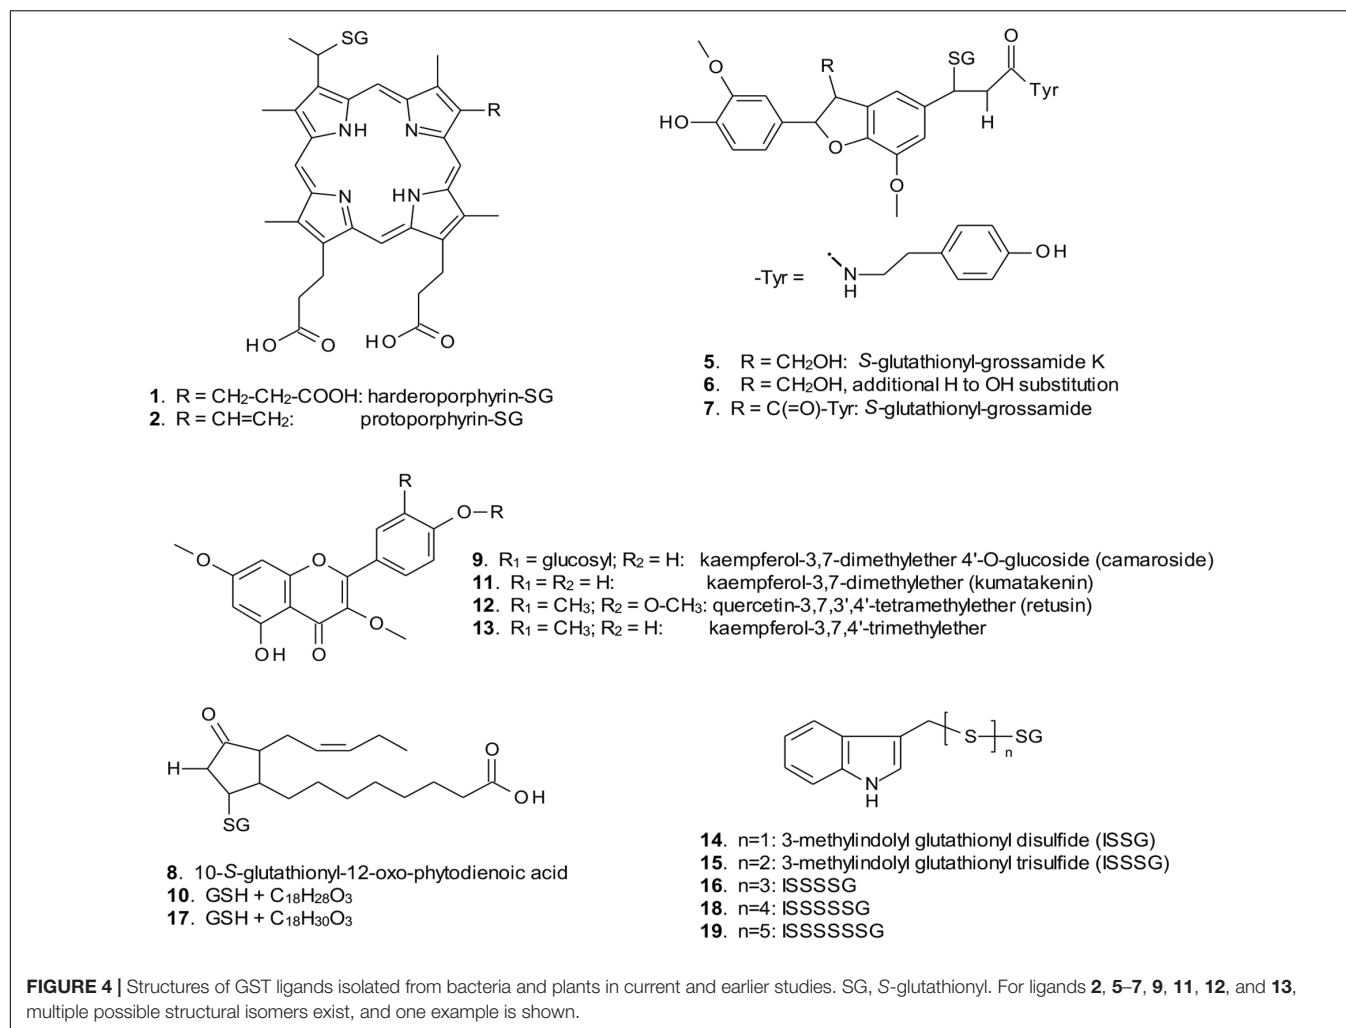 SG
R
NH
N
N
HN
HO
O
HO
O
1. R = CH2-CH2-COOH: harderoporphyrin-SG
2. R = CH=CH2: protoporphyrin-SG
O
SG
R
O
Tyr
HO
H
O
O
-Tyr =
N
H
OH
5. R = CH2OH: S-glutathionyl-grossamide K
6. R = CH2OH, additional H to OH substitution
7. R = C(=O)-Tyr: S-glutathionyl-grossamide
R
O–R
O
O
O
OH
O
9. R1 = glucosyl; R2 = H: kaempferol-3,7-dimethylether 4'-O-glucoside (camaroside)
11. R1 = R2 = H: kaempferol-3,7-dimethylether (kumatakenin)
12. R1 = CH3; R2 = O-CH3: quercetin-3,7,3',4'-tetramethylether (retusin)
13. R1 = CH3; R2 = H: kaempferol-3,7,4'-trimethylether
O
H
O
OH
SG
8. 10-S-glutathionyl-12-oxo-phytodienoic acid
10. GSH + C18H28O3
17. GSH + C18H30O3
S
SG
n
N
H
14. n=1: 3-methylindolyl glutathionyl disulfide (ISSG)
15. n=2: 3-methylindolyl glutathionyl trisulfide (ISSSG)
16. n=3: ISSSSG
18. n=4: ISSSSSG
19. n=5: ISSSSSSG
FIGURE 4 | Structures of GST ligands isolated from bacteria and plants in current and earlier studies. SG, S-glutathionyl. For ligands 2, 5–7, 9, 11, 12, and 13,
multiple possible structural isomers exist, and one example is shown.